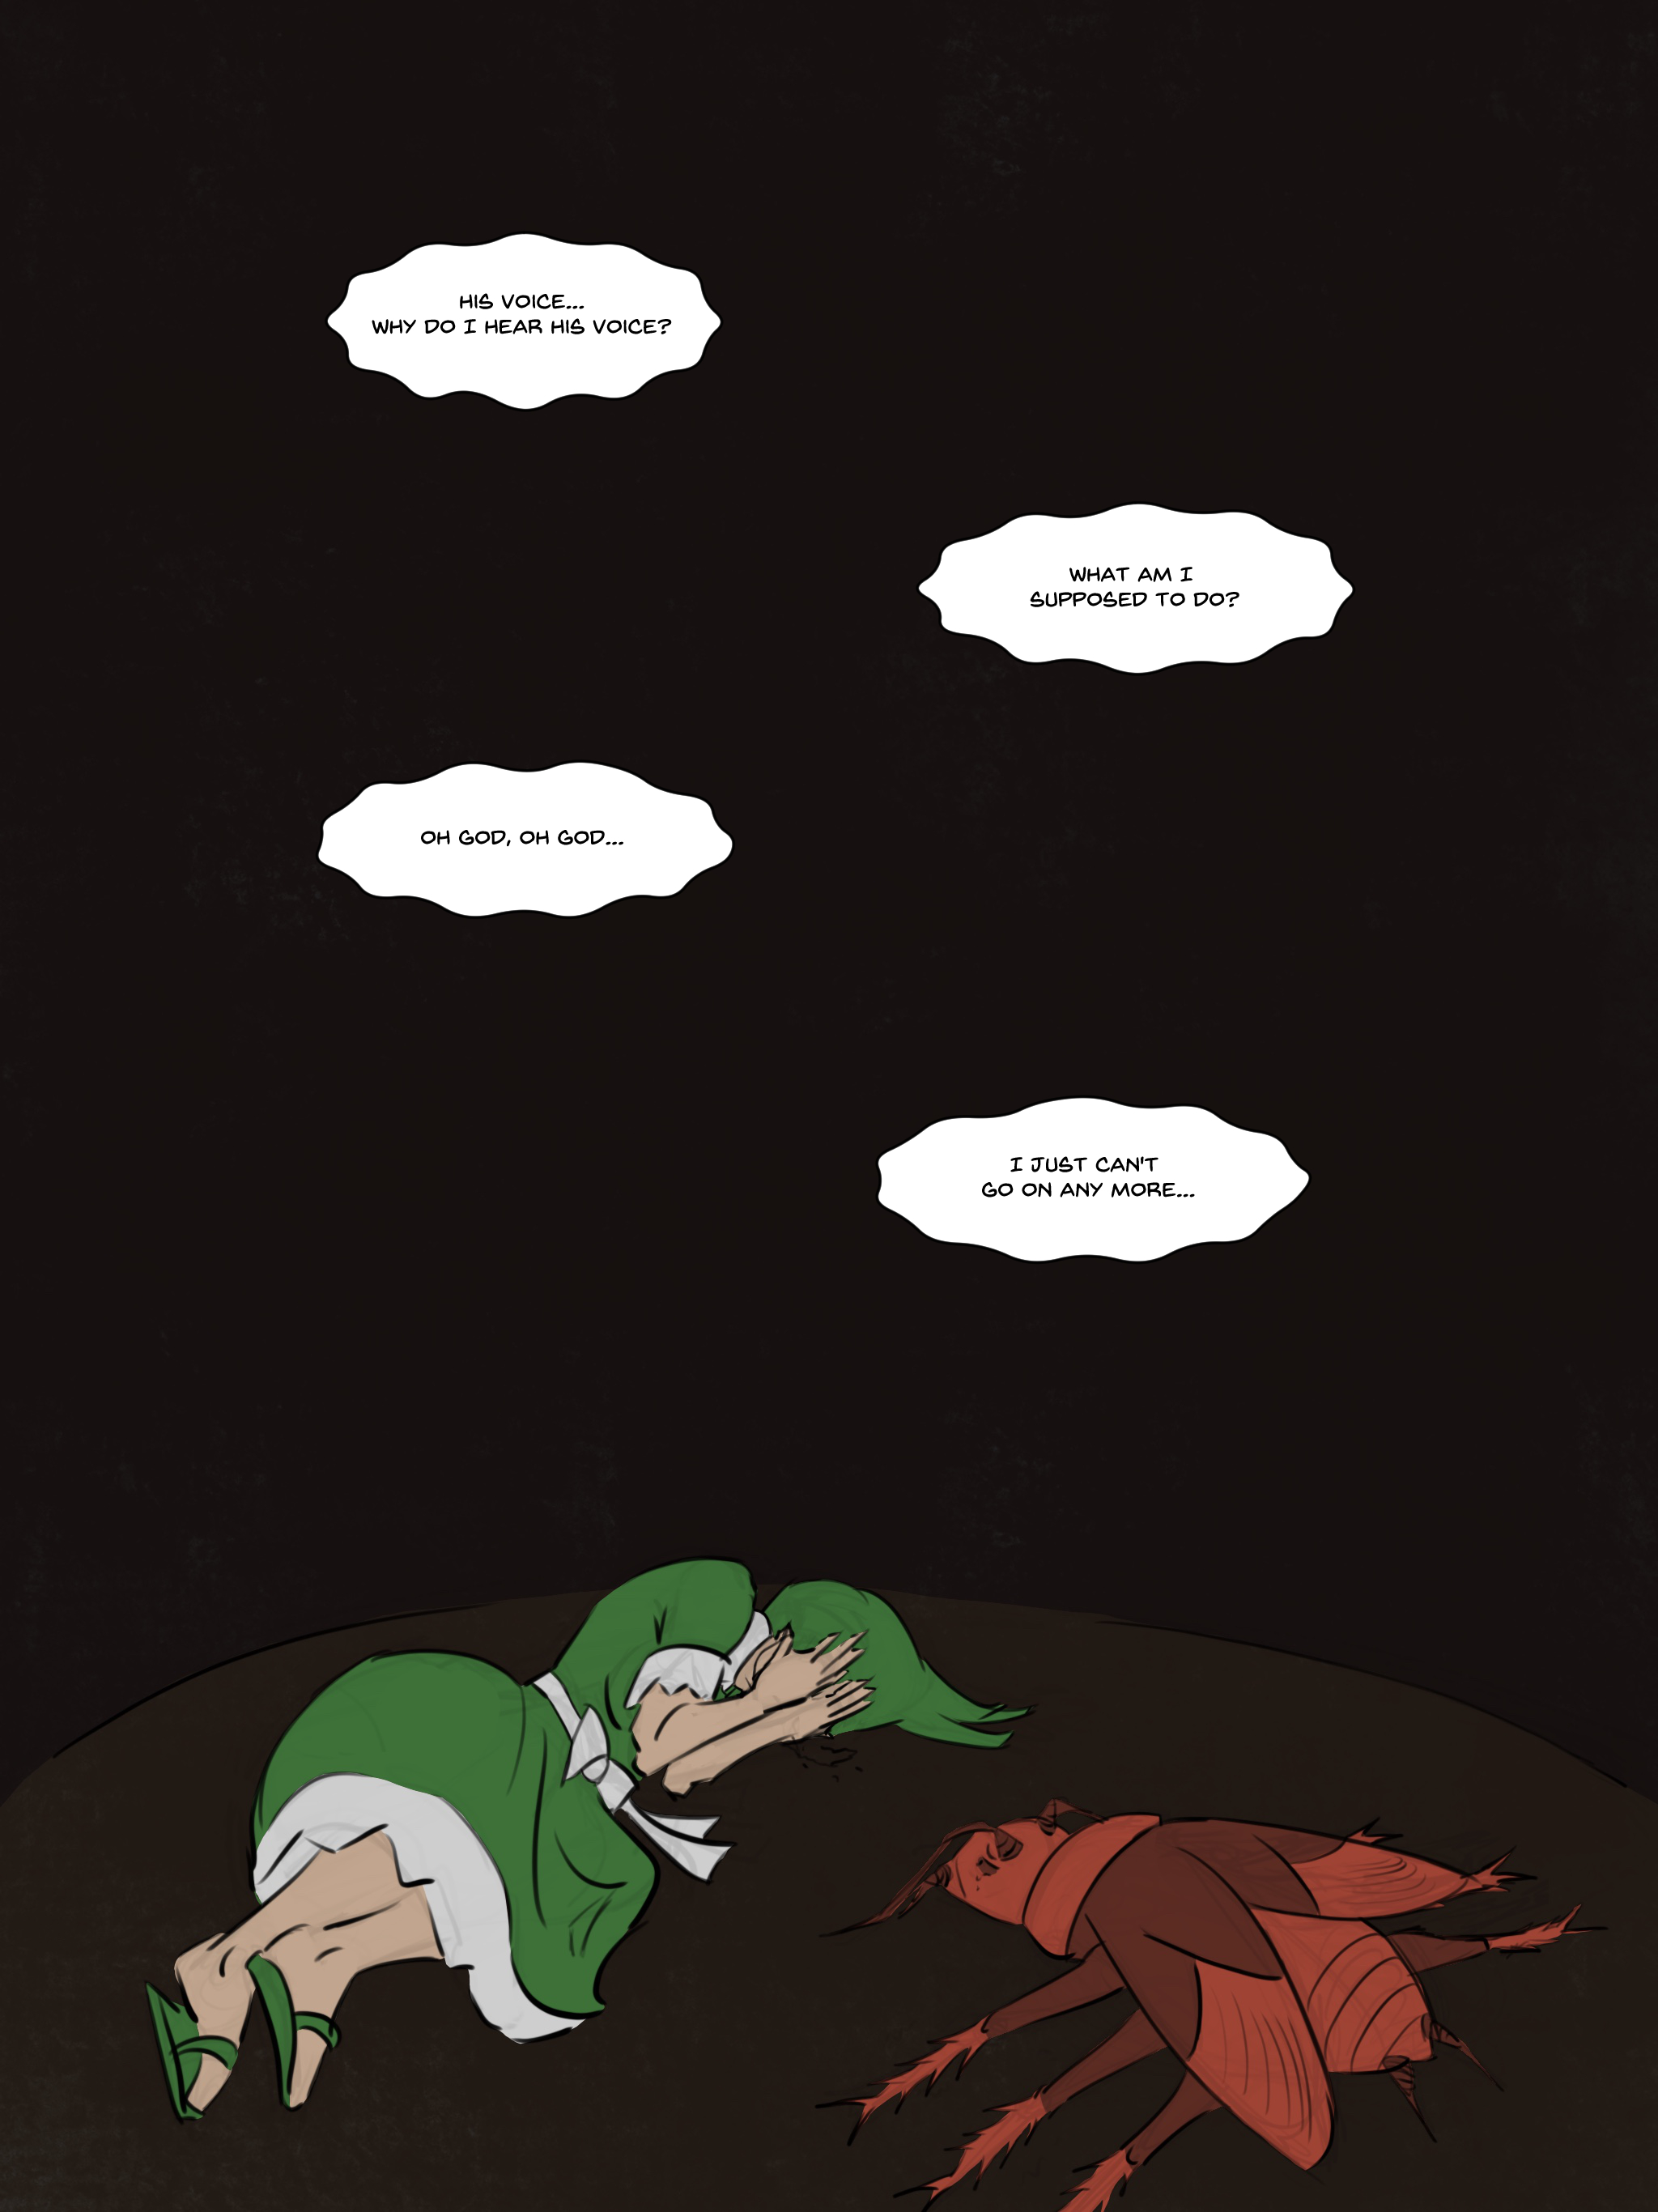 HIS VOICE...
WHY DO I HEAR HIS VOICE?
WHAT AM I
SUPPOSED TO DO?
OH GOD, OH GOD...
I JUST CAN'T
GO ON ANY MORE...